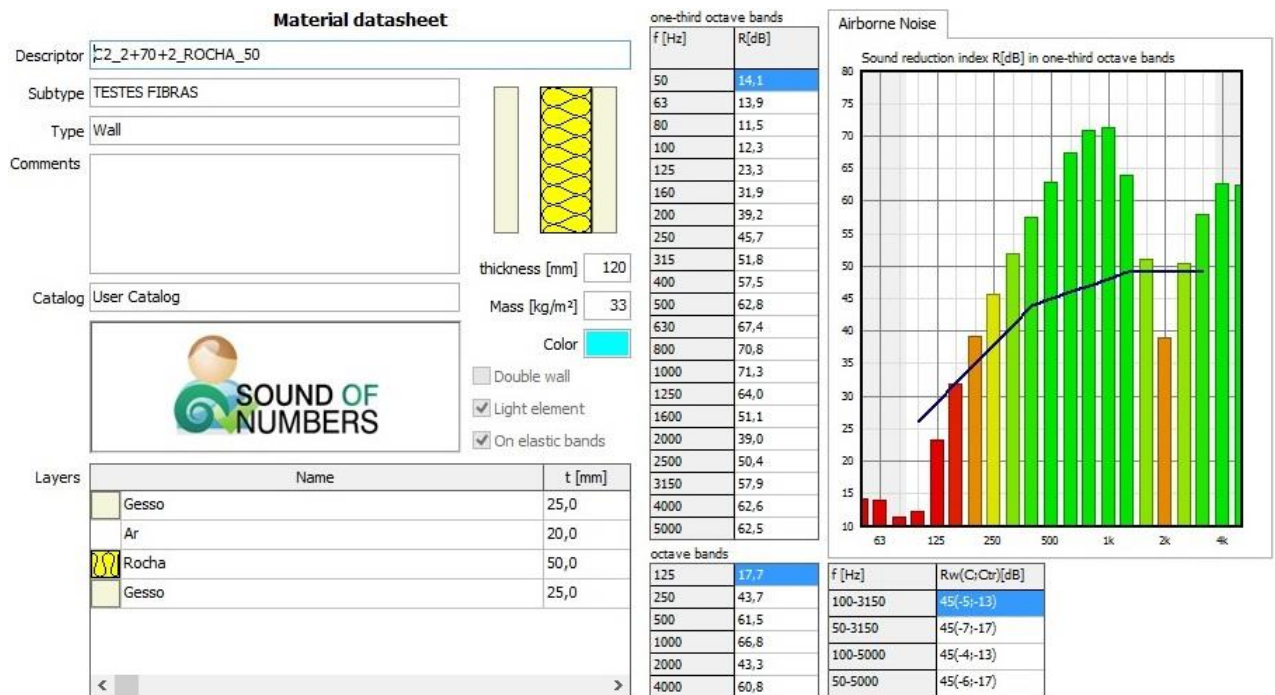 Material datasheet
Descriptor C2_2+70+2_ROCHA_50
Subtype TESTES FIBRAS
Type Wall
Comments
thickness [mm] 120
Catalog User Catalog
Mass [kg/m²] 33
Color
SOUND OF
NUMBERS
Double wall
Light element
On elastic bands
Layers Name t [mm]
Gesso 25,0
Ar 20,0
Rocha 50,0
Gesso 25,0
one-third octave bands
f [Hz] R[dB]
50 14,1
63 13,9
80 11,5
100 12,3
125 23,3
160 31,9
200 39,2
250 45,7
315 51,8
400 57,5
500 62,8
630 67,4
800 70,8
1000 71,3
1250 64,0
1600 51,1
2000 39,0
2500 50,4
3150 57,9
4000 62,6
5000 62,5
octave bands
125 17,7
250 43,7
500 61,5
1000 66,8
2000 43,3
4000 60,8
Airborne Noise
Sound reduction index R[dB] in one-third octave bands
80
75
70
65
60
55
50
45
40
35
30
25
20
15
10
63 125 250 500 1k 2k 4k
f [Hz] Rw(C;Ctr)[dB]
100-3150 45(-5;-13)
50-3150 45(-7;-17)
100-5000 45(-4;-13)
50-5000 45(-6;-17)